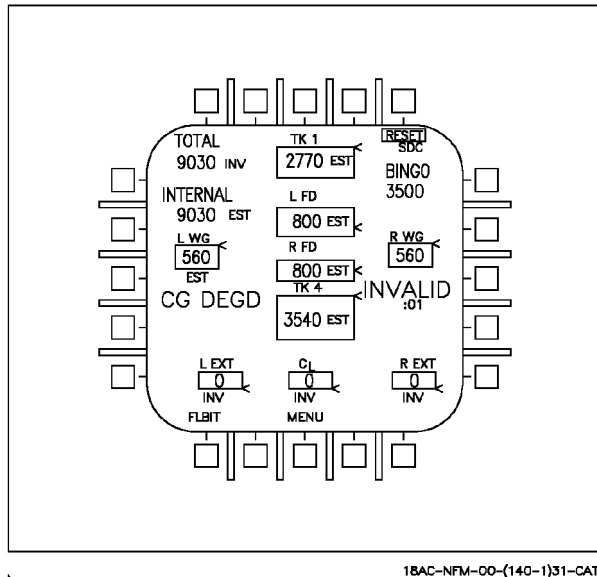 TOTAL
9030 INV
TK 1
2770 EST
RESET
SDC
BINGO
3500
INTERNAL
9030 EST
L FD
800 EST
L WG
560
EST
R FD
800 EST
R WG
560
CG DEGD
TK 4
3540 EST
INVALID
:01
L EXT
0
INV
CL
0
INV
R EXT
0
INV
FLBIT
MENU
18AC-NFM-00-(140-1)31-CAT